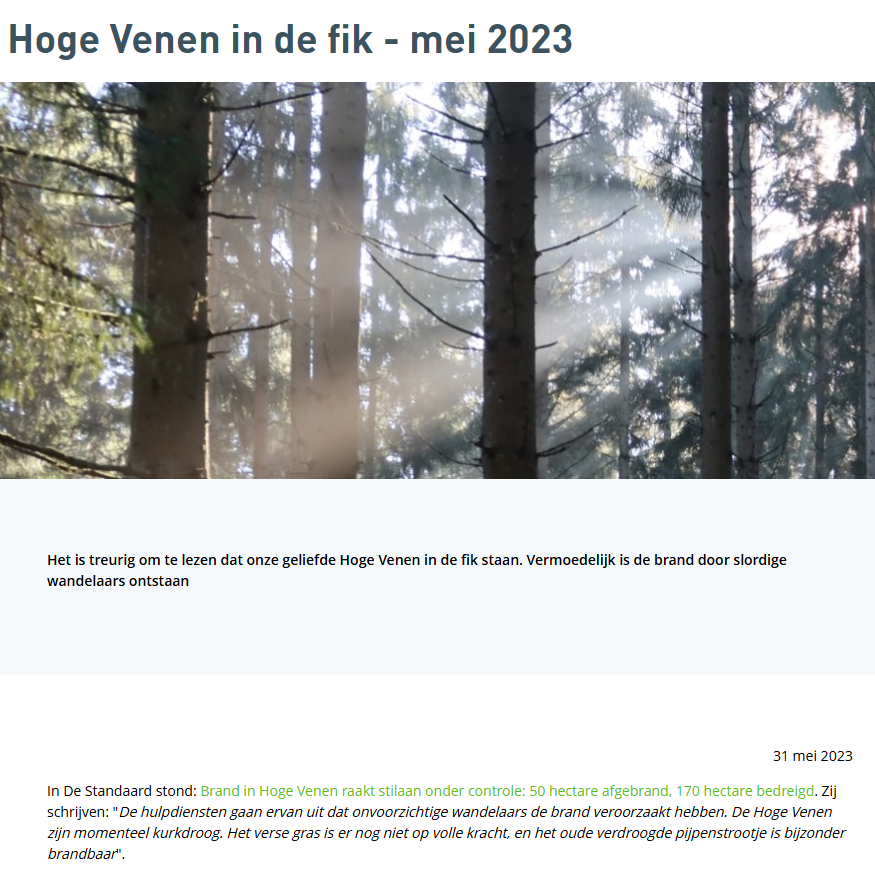 Hoge Venen in de fik - mei 2023
Het is treurig om te lezen dat onze geliefde Hoge Venen in de fik staan. Vermoedelijk is de brand door slordige
wandelaars ontstaan
31 mei 2023
In De Standaard stond: Brand in Hoge Venen raakt stilaan onder controle: 50 hectare afgebrand, 170 hectare bedreigd. Zij
schrijven: "De hulpdiensten gaan ervan uit dat onvoorzichtige wandelaars de brand veroorzaakt hebben. De Hoge Venen
zijn momenteel kurkdroog. Het verse gras is er nog niet op volle kracht, en het oude verdroogde pijpenstrootje is bijzonder
brandbaar".